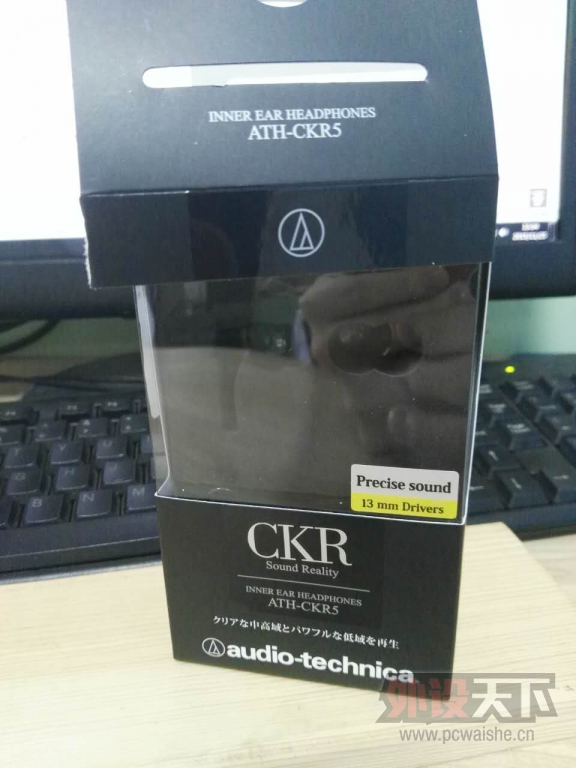 INNER EAR HEADPHONES
ATH-CKR5
Precise sound
13 mm Drivers
CKR
Sound Reality
INNER EAR HEADPHONES
ATH-CKR5
クリアな中高域とパワフルな低域を再生
audio-technica
外设天下
www.pcwaishe.cn